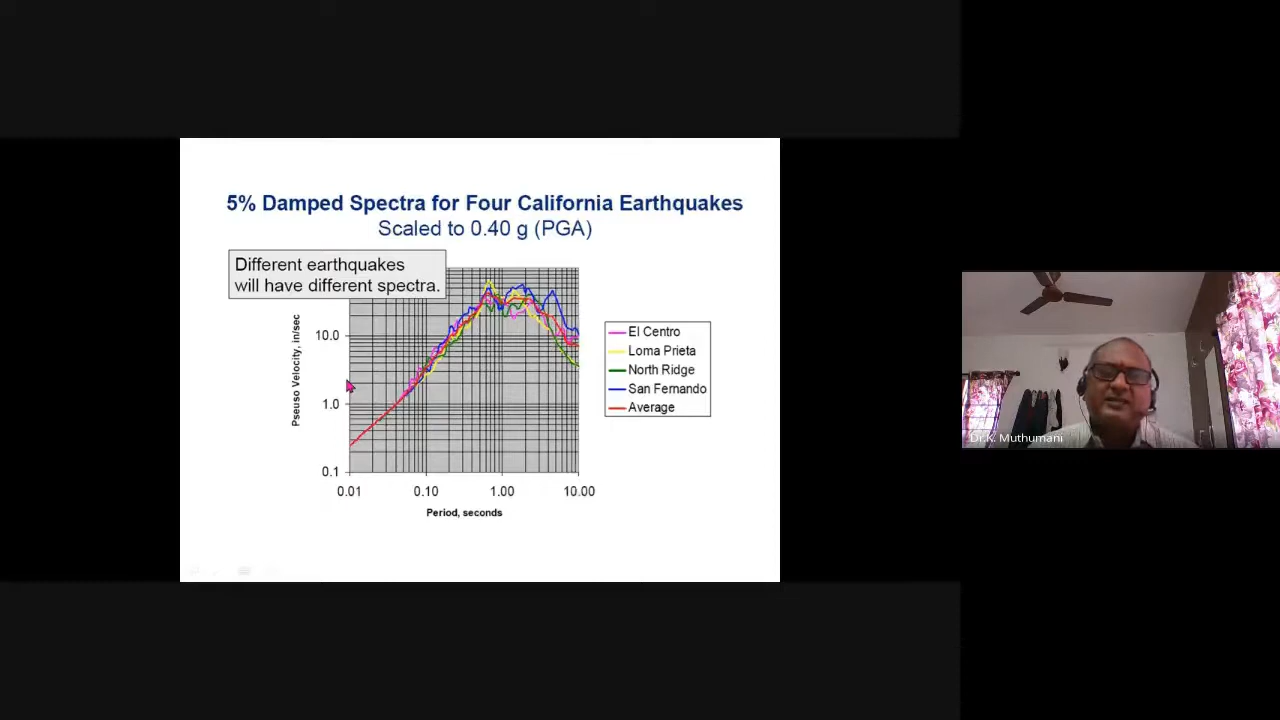 5% Damped Spectra for Four California Earthquakes
Scaled to 0.40 g (PGA)
Different earthquakes
will have different spectra.
Pseuso Velocity, in/sec
10.0
1.0
0.1
0.01
0.10
1.00
10.00
Period, seconds
El Centro
Loma Prieta
North Ridge
San Fernando
Average
Dr.K. Muthumani